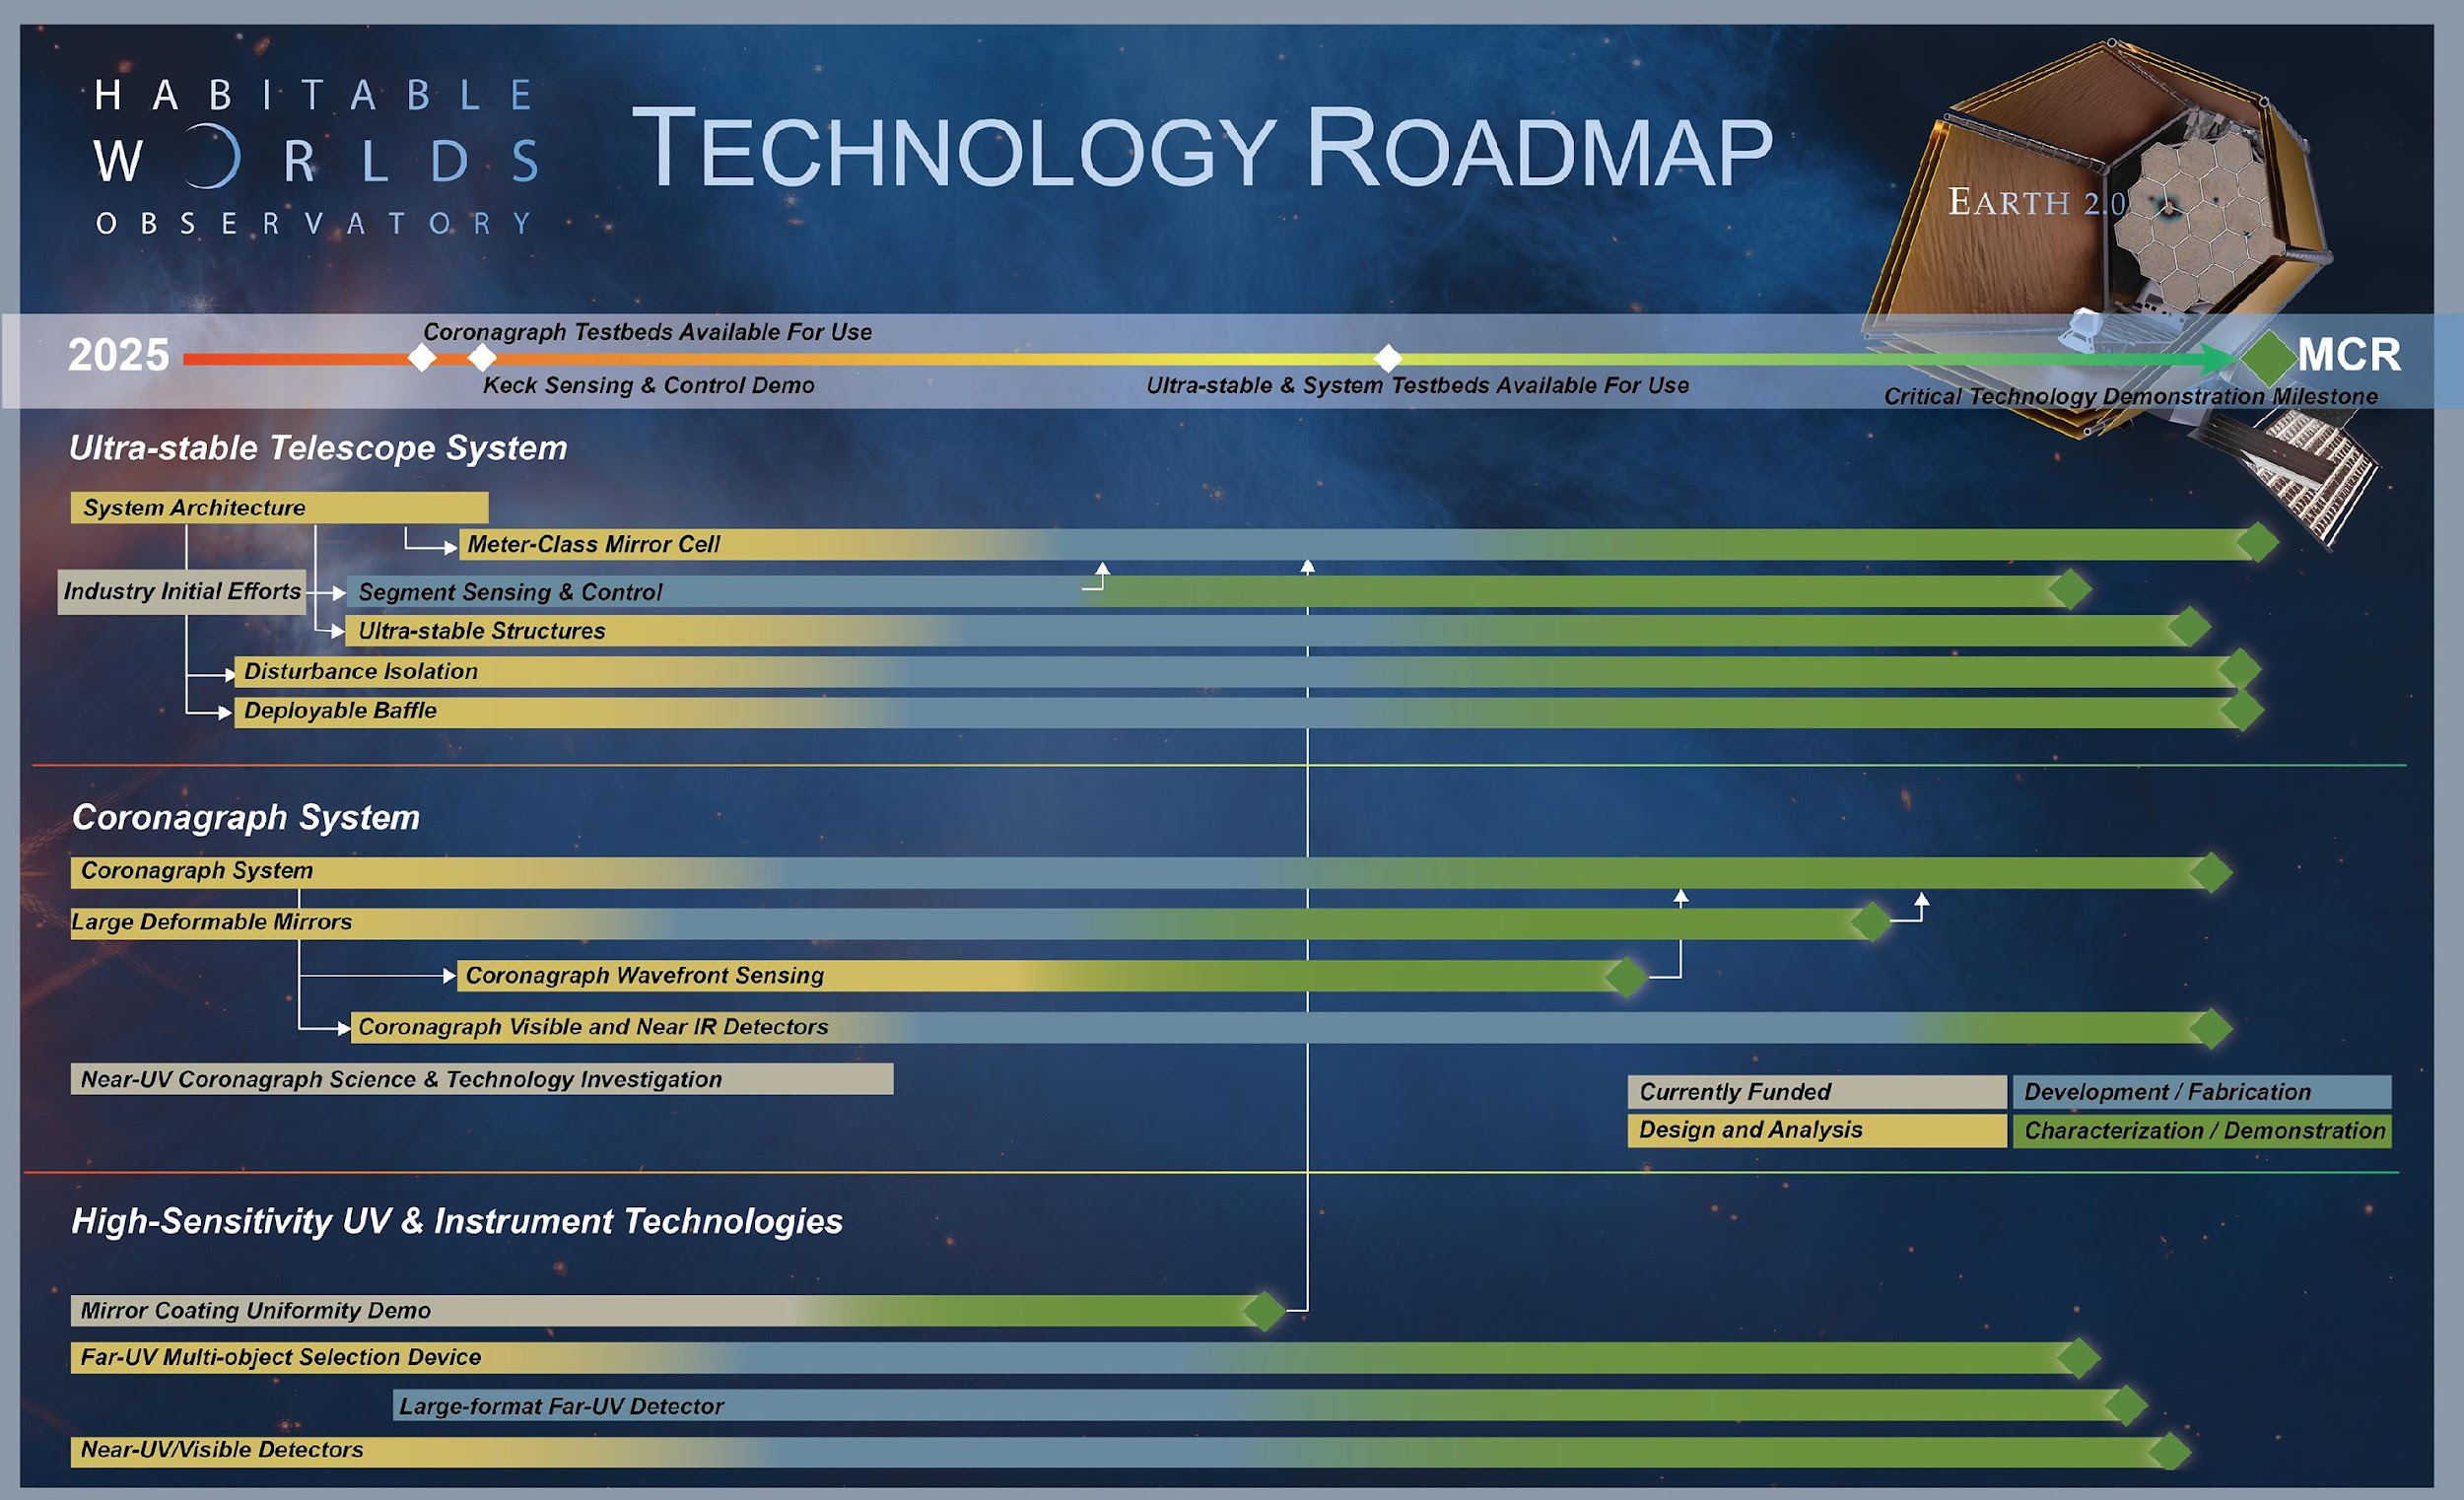 HABITABLE
WORLDS
OBSERVATORY
TECHNOLOGY ROADMAP
EARTH 2.0
Coronagraph Testbeds Available For Use
2025
MCR
Keck Sensing & Control Demo
Ultra-stable & System Testbeds Available For Use
Critical Technology Demonstration Milestone
Ultra-stable Telescope System
System Architecture
Meter-Class Mirror Cell
Industry Initial Efforts
Segment Sensing & Control
Ultra-stable Structures
Disturbance Isolation
Deployable Baffle
Coronagraph System
Coronagraph System
Large Deformable Mirrors
Coronagraph Wavefront Sensing
Coronagraph Visible and Near IR Detectors
Near-UV Coronagraph Science & Technology Investigation
Currently Funded
Development / Fabrication
Design and Analysis
Characterization / Demonstration
High-Sensitivity UV & Instrument Technologies
Mirror Coating Uniformity Demo
Far-UV Multi-object Selection Device
Large-format Far-UV Detector
Near-UV/Visible Detectors